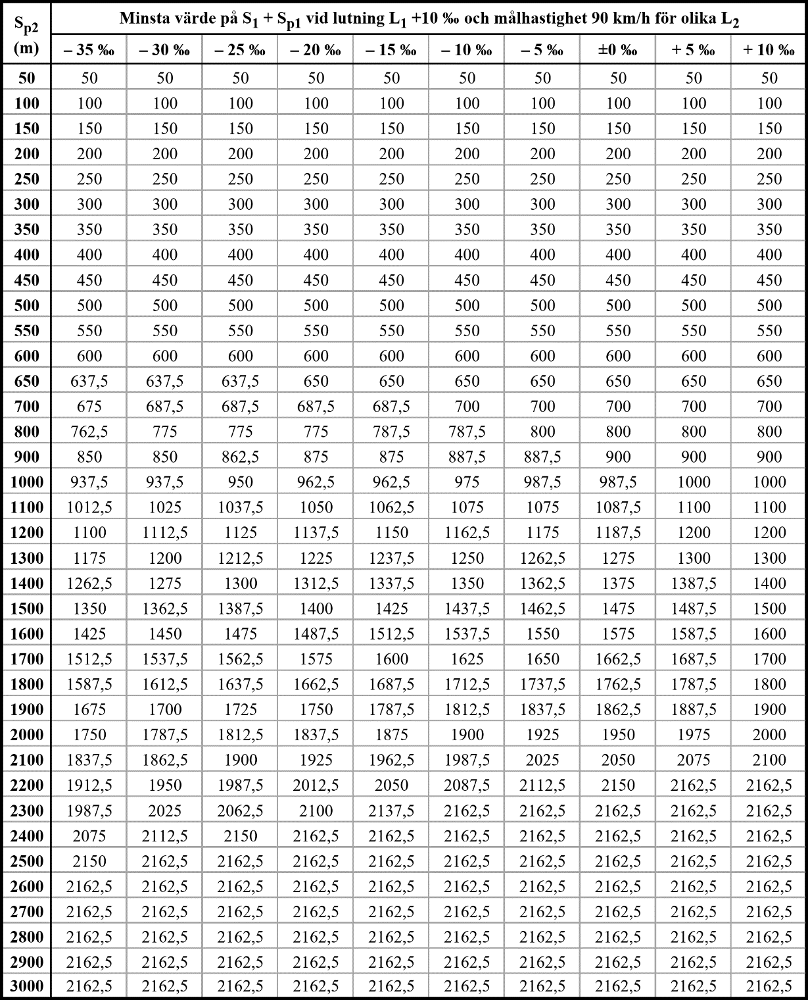 S_p2 (m) Minsta värde på S_1 + S_p1 vid lutning L_1 +10 ‰ och målhastighet 90 km/h för olika L_2
– 35 ‰ – 30 ‰ – 25 ‰ – 20 ‰ – 15 ‰ – 10 ‰ – 5 ‰ ±0 ‰ + 5 ‰ + 10 ‰
50 50 50 50 50 50 50 50 50 50 50
100 100 100 100 100 100 100 100 100 100 100
150 150 150 150 150 150 150 150 150 150 150
200 200 200 200 200 200 200 200 200 200 200
250 250 250 250 250 250 250 250 250 250 250
300 300 300 300 300 300 300 300 300 300 300
350 350 350 350 350 350 350 350 350 350 350
400 400 400 400 400 400 400 400 400 400 400
450 450 450 450 450 450 450 450 450 450 450
500 500 500 500 500 500 500 500 500 500 500
550 550 550 550 550 550 550 550 550 550 550
600 600 600 600 600 600 600 600 600 600 600
650 637,5 637,5 637,5 650 650 650 650 650 650 650
700 675 687,5 687,5 687,5 687,5 700 700 700 700 700
800 762,5 775 775 775 787,5 787,5 800 800 800 800
900 850 850 862,5 875 875 887,5 887,5 900 900 900
1000 937,5 937,5 950 962,5 962,5 975 987,5 987,5 1000 1000
1100 1012,5 1025 1037,5 1050 1062,5 1075 1075 1087,5 1100 1100
1200 1100 1112,5 1125 1137,5 1150 1162,5 1175 1187,5 1200 1200
1300 1175 1200 1212,5 1225 1237,5 1250 1262,5 1275 1300 1300
1400 1262,5 1275 1300 1312,5 1337,5 1350 1362,5 1375 1387,5 1400
1500 1350 1362,5 1387,5 1400 1425 1437,5 1462,5 1475 1487,5 1500
1600 1425 1450 1475 1487,5 1512,5 1537,5 1550 1575 1587,5 1600
1700 1512,5 1537,5 1562,5 1575 1600 1625 1650 1662,5 1687,5 1700
1800 1587,5 1612,5 1637,5 1662,5 1687,5 1712,5 1737,5 1762,5 1787,5 1800
1900 1675 1700 1725 1750 1787,5 1812,5 1837,5 1862,5 1887,5 1900
2000 1750 1787,5 1812,5 1837,5 1875 1900 1925 1950 1975 2000
2100 1837,5 1862,5 1900 1925 1962,5 1987,5 2025 2050 2075 2100
2200 1912,5 1950 1987,5 2012,5 2050 2087,5 2112,5 2150 2162,5 2162,5
2300 1987,5 2025 2062,5 2100 2137,5 2162,5 2162,5 2162,5 2162,5 2162,5
2400 2075 2112,5 2150 2162,5 2162,5 2162,5 2162,5 2162,5 2162,5 2162,5
2500 2150 2162,5 2162,5 2162,5 2162,5 2162,5 2162,5 2162,5 2162,5 2162,5
2600 2162,5 2162,5 2162,5 2162,5 2162,5 2162,5 2162,5 2162,5 2162,5 2162,5
2700 2162,5 2162,5 2162,5 2162,5 2162,5 2162,5 2162,5 2162,5 2162,5 2162,5
2800 2162,5 2162,5 2162,5 2162,5 2162,5 2162,5 2162,5 2162,5 2162,5 2162,5
2900 2162,5 2162,5 2162,5 2162,5 2162,5 2162,5 2162,5 2162,5 2162,5 2162,5
3000 2162,5 2162,5 2162,5 2162,5 2162,5 2162,5 2162,5 2162,5 2162,5 2162,5